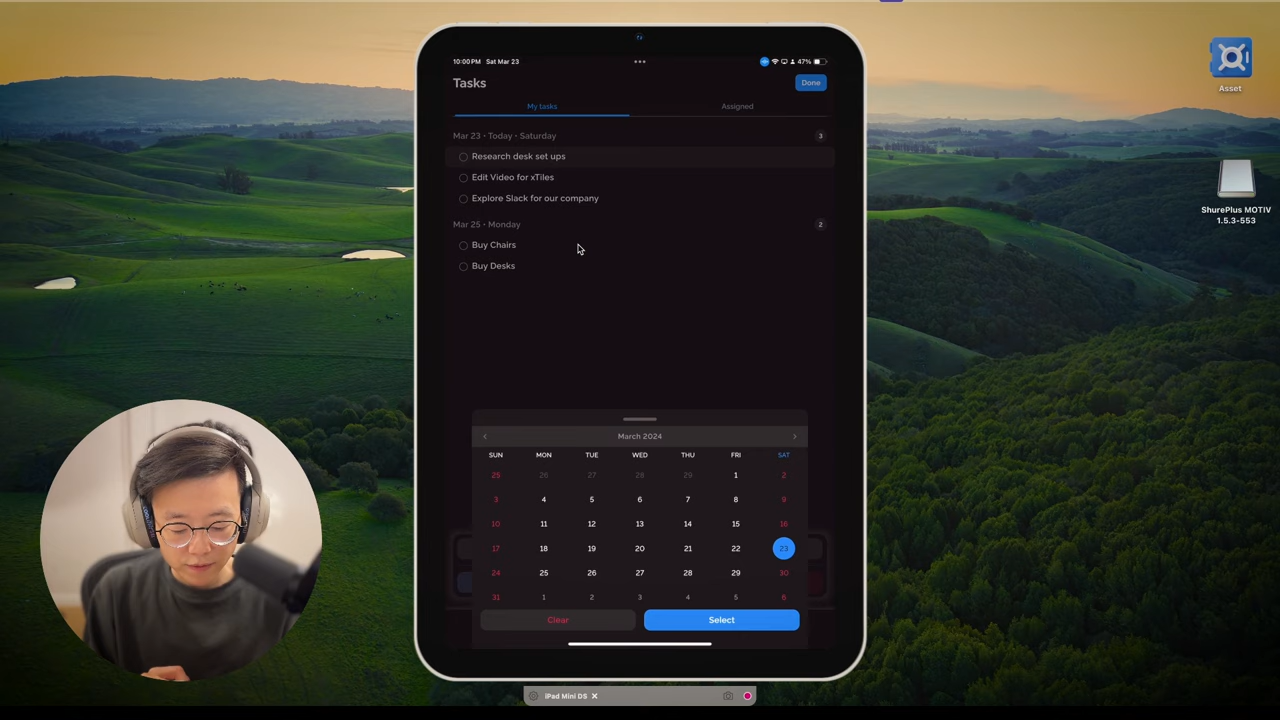 10:00 PM Sat Mar 23
47%
Tasks
Done
My tasks
Assigned
Mar 23 • Today • Saturday
3
Research desk set ups
Edit Video for xTiles
Explore Slack for our company
Mar 25 • Monday
2
Buy Chairs
Buy Desks
March 2024
SUN MON TUE WED THU FRI SAT
25 26 27 28 29 1 2
3 4 5 6 7 8 9
10 11 12 13 14 15 16
17 18 19 20 21 22 23
24 25 26 27 28 29 30
31 1 2 3 4 5 6
Clear
Select
iPad Mini DS
Asset
ShurePlus MOTIV
1.5.3-553